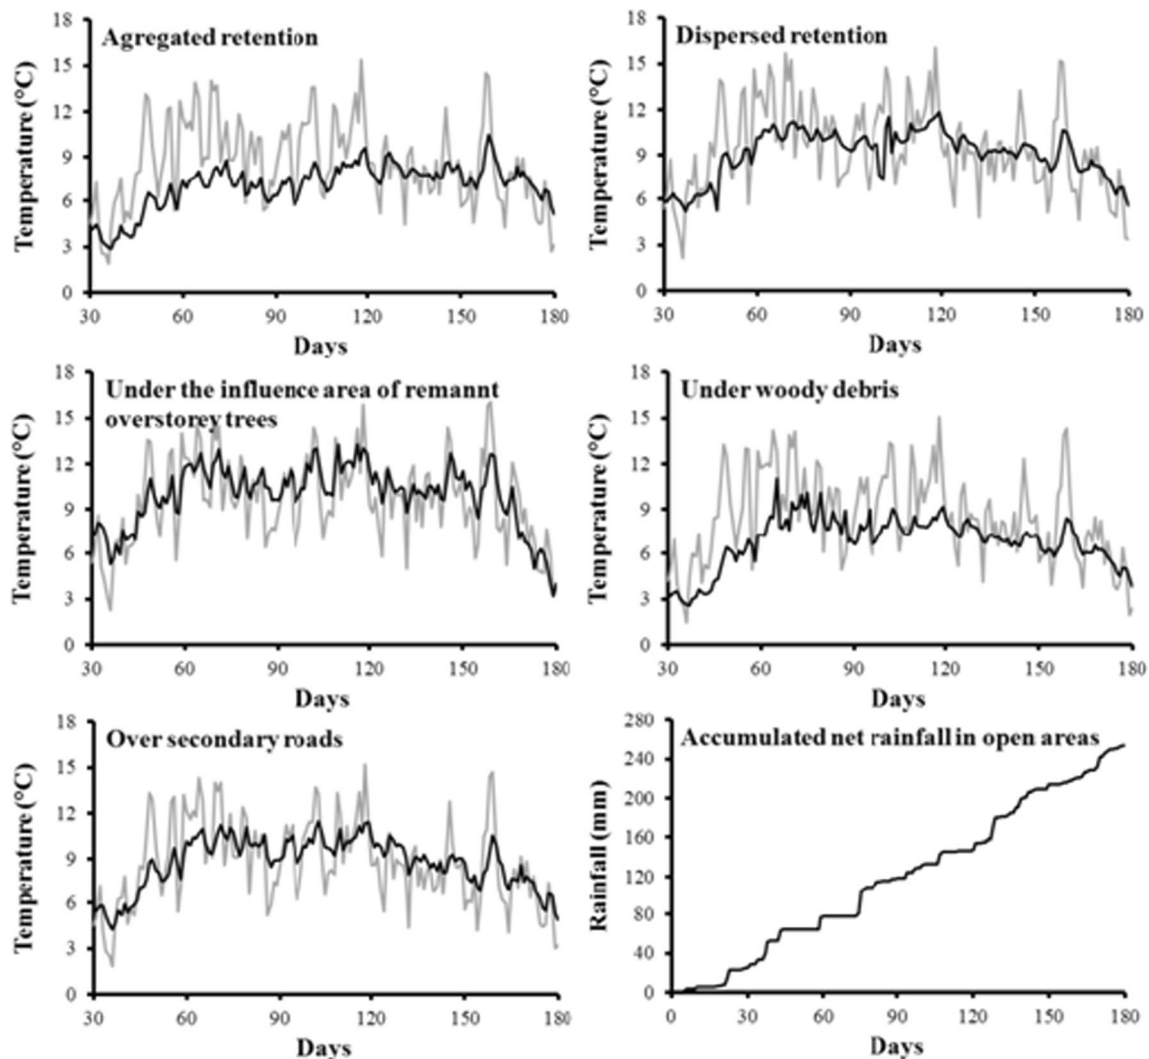 Agregated retention
Temperature (°C)
18
15
12
9
6
3
0
30 60 90 120 150 180
Days
Dispersed retention
Temperature (°C)
18
15
12
9
6
3
0
30 60 90 120 150 180
Days
Under the influence area of remannt
overstorey trees
Temperature (°C)
18
15
12
9
6
3
0
30 60 90 120 150 180
Days
Under woody debris
Temperature (°C)
18
15
12
9
6
3
0
30 60 90 120 150 180
Days
Over secondary roads
Temperature (°C)
18
15
12
9
6
3
0
30 60 90 120 150 180
Days
Accumulated net rainfall in open areas
Rainfall (mm)
280
240
200
160
120
80
40
0
0 30 60 90 120 150 180
Days